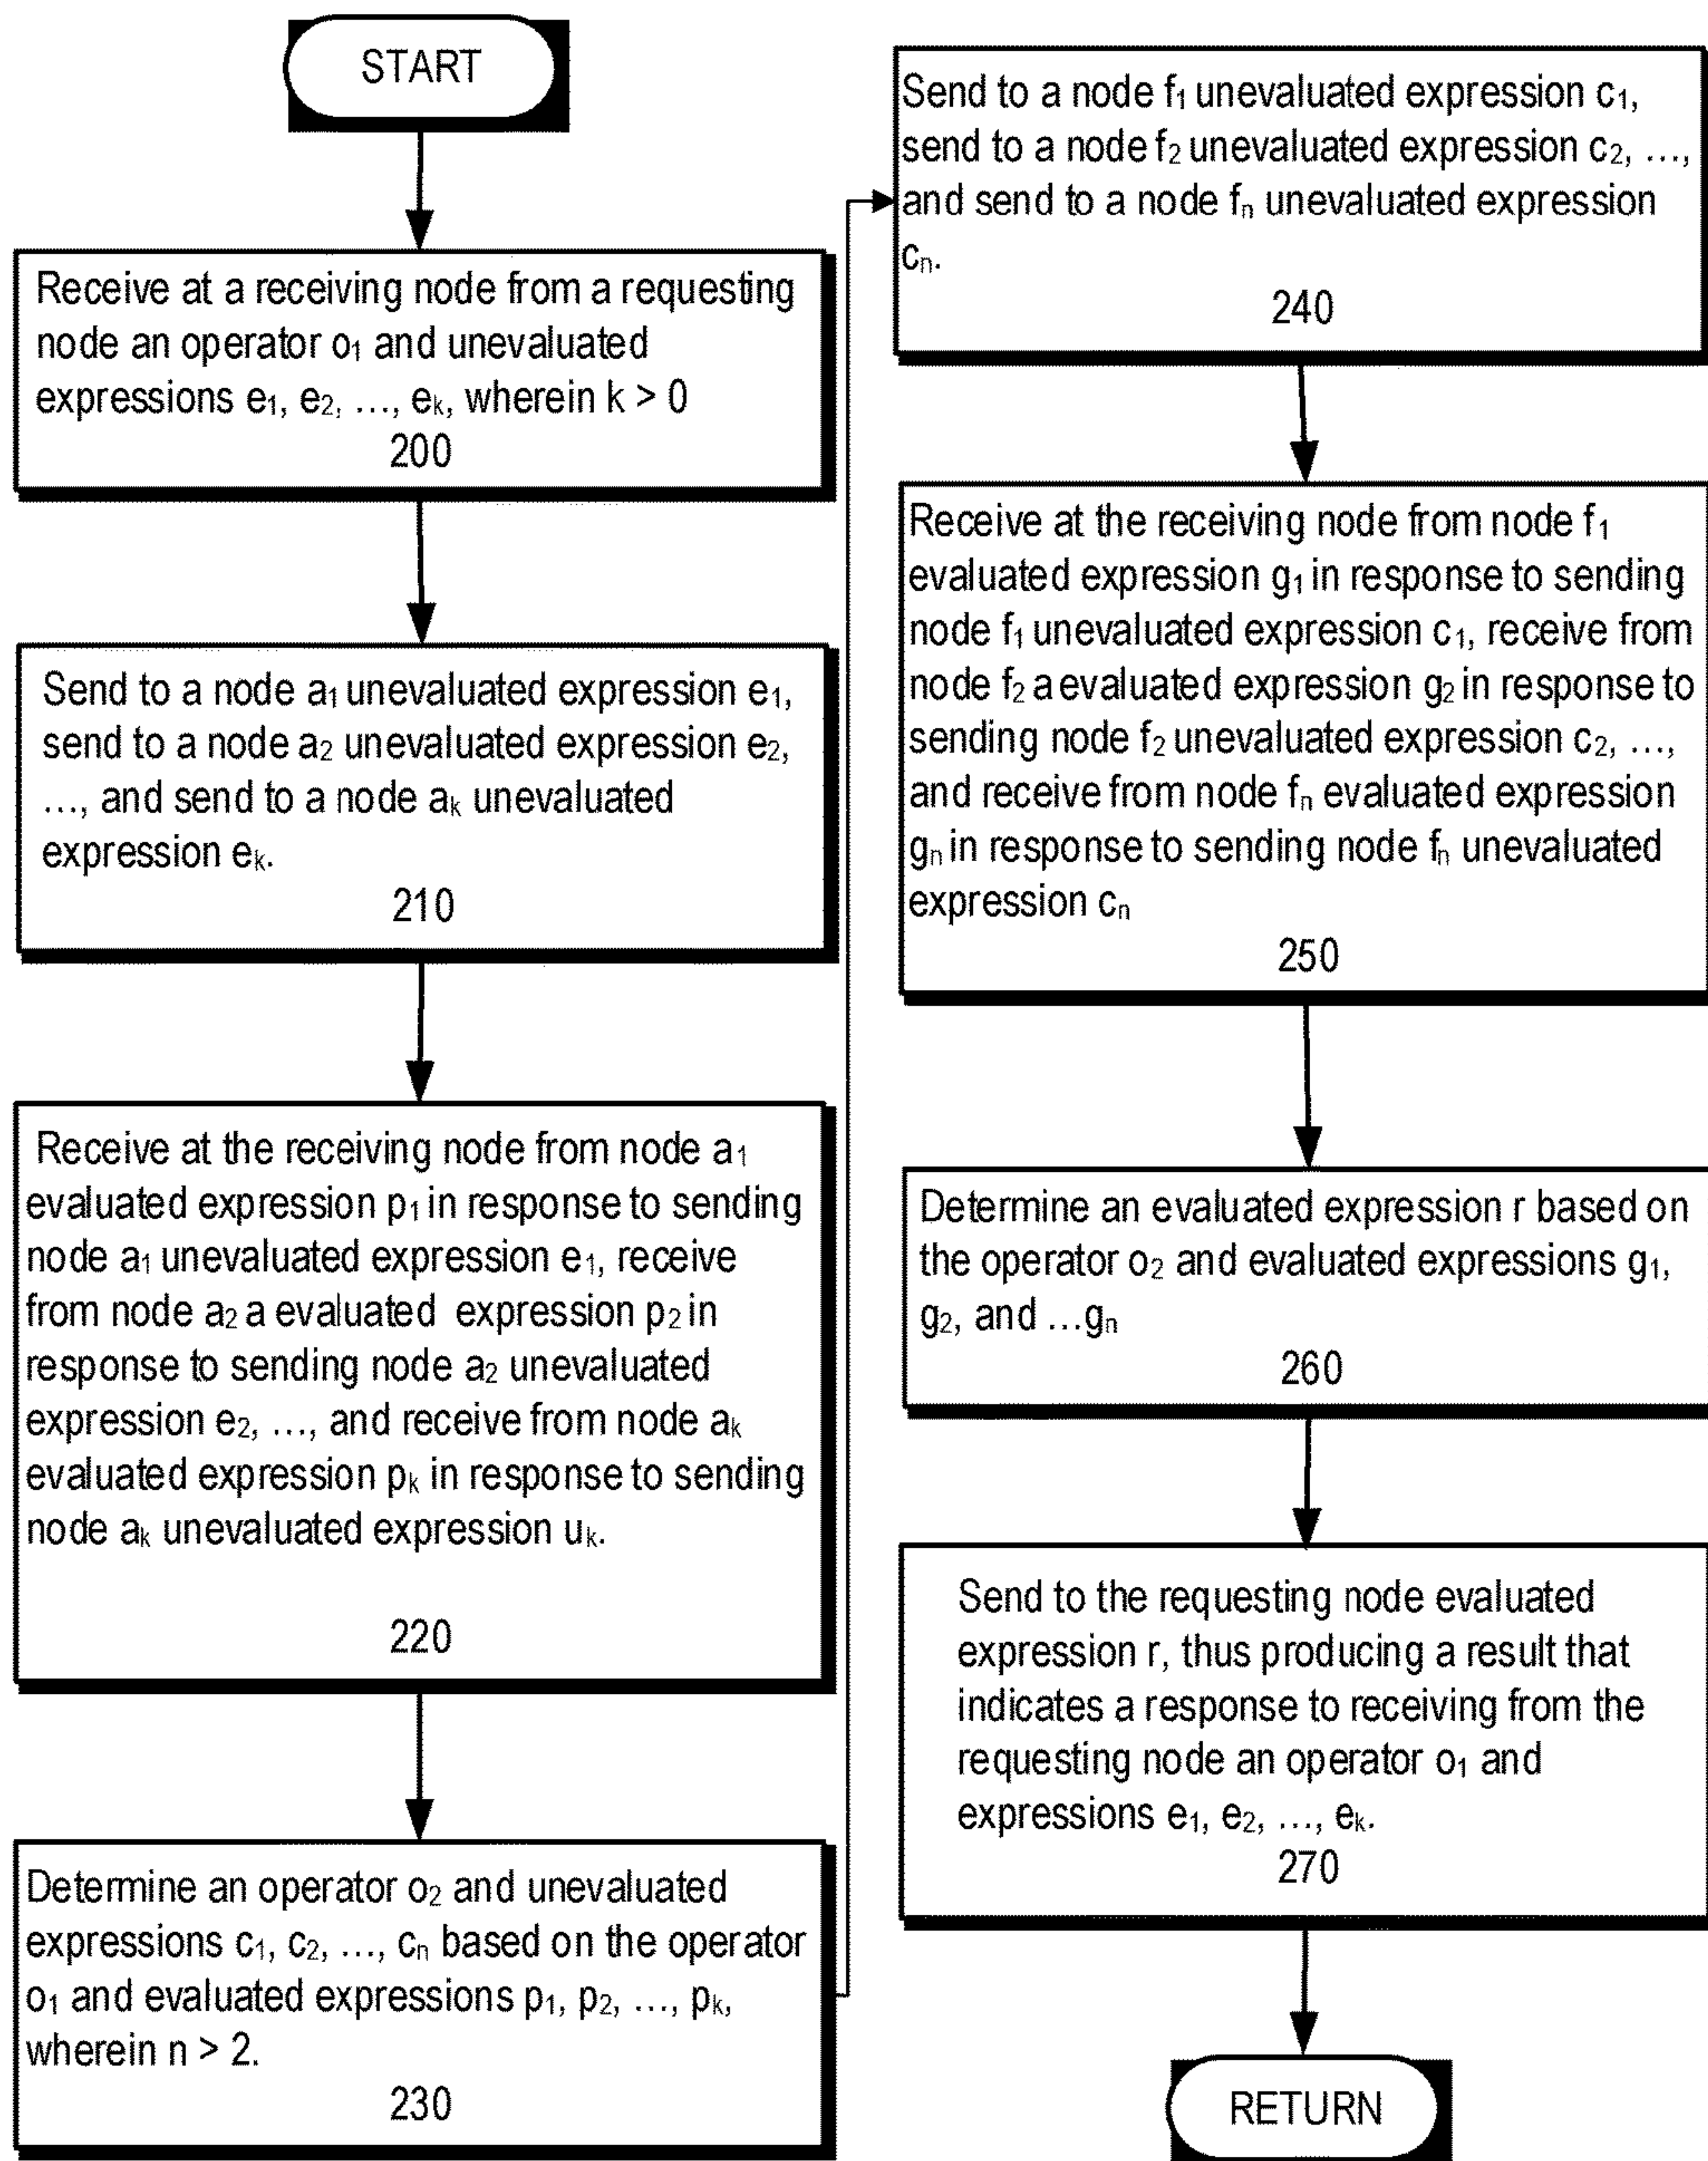 START
Receive at a receiving node from a requesting
node an operator o₁ and unevaluated
expressions e₁, e₂, ..., eₖ, wherein k > 0
200
Send to a node a₁ unevaluated expression e₁,
send to a node a₂ unevaluated expression e₂,
..., and send to a node aₖ unevaluated
expression eₖ.
210
Receive at the receiving node from node a₁
evaluated expression p₁ in response to sending
node a₁ unevaluated expression e₁, receive
from node a₂ a evaluated expression p₂ in
response to sending node a₂ unevaluated
expression e₂, ..., and receive from node aₖ
evaluated expression pₖ in response to sending
node aₖ unevaluated expression uₖ.
220
Determine an operator o₂ and unevaluated
expressions c₁, c₂, ..., cₙ based on the operator
o₁ and evaluated expressions p₁, p₂, ..., pₖ,
wherein n > 2.
230
Send to a node f₁ unevaluated expression c₁,
send to a node f₂ unevaluated expression c₂, ...,
and send to a node fₙ unevaluated expression
cₙ.
240
Receive at the receiving node from node f₁
evaluated expression g₁ in response to sending
node f₁ unevaluated expression c₁, receive from
node f₂ aevaluated expression g₂ in response to
sending node f₂ unevaluated expression c₂, ...,
and receive from node fₙ evaluated expression
gₙ in response to sending node fₙ unevaluated
expression cₙ
250
Determine an evaluated expression r based on
the operator o₂ and evaluated expressions g₁,
g₂, and ...gₙ
260
Send to the requesting node evaluated
expression r, thus producing a result that
indicates a response to receiving from the
requesting node an operator o₁ and
expressions e₁, e₂, ..., eₖ.
270
RETURN